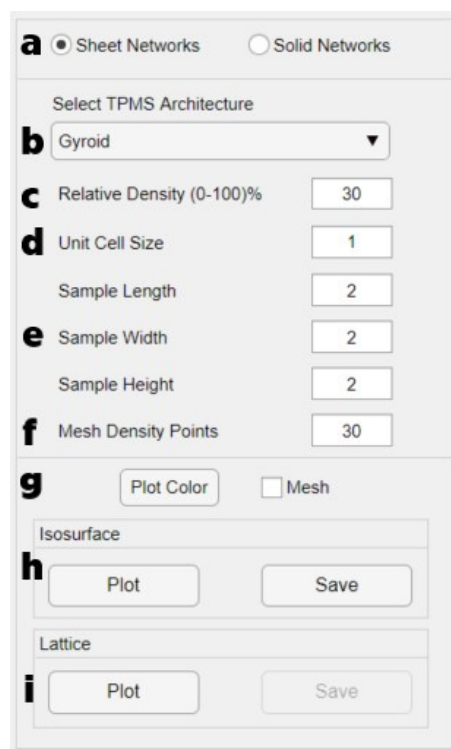 a Sheet Networks Solid Networks
Select TPMS Architecture
b Gyroid
c Relative Density (0-100)% 30
d Unit Cell Size 1
Sample Length 2
e Sample Width 2
Sample Height 2
f Mesh Density Points 30
g Plot Color Mesh
Isosurface
h Plot Save
Lattice
i Plot Save